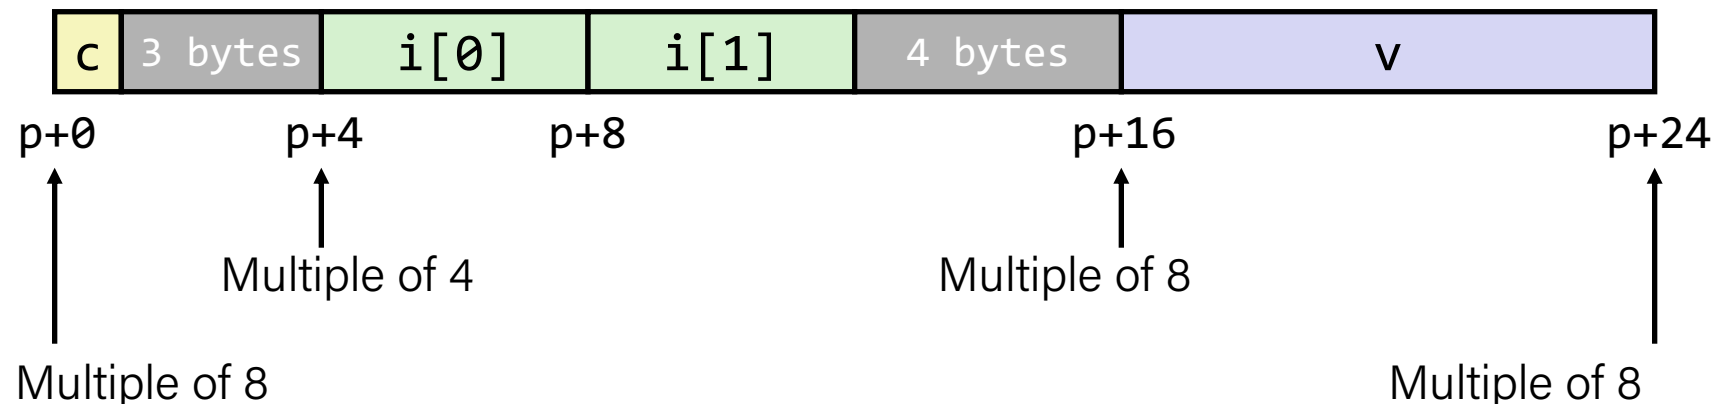 c 3 bytes i[0] i[1] 4 bytes v
p+0 p+4 p+8 p+16 p+24
Multiple of 4 Multiple of 8
Multiple of 8 Multiple of 8